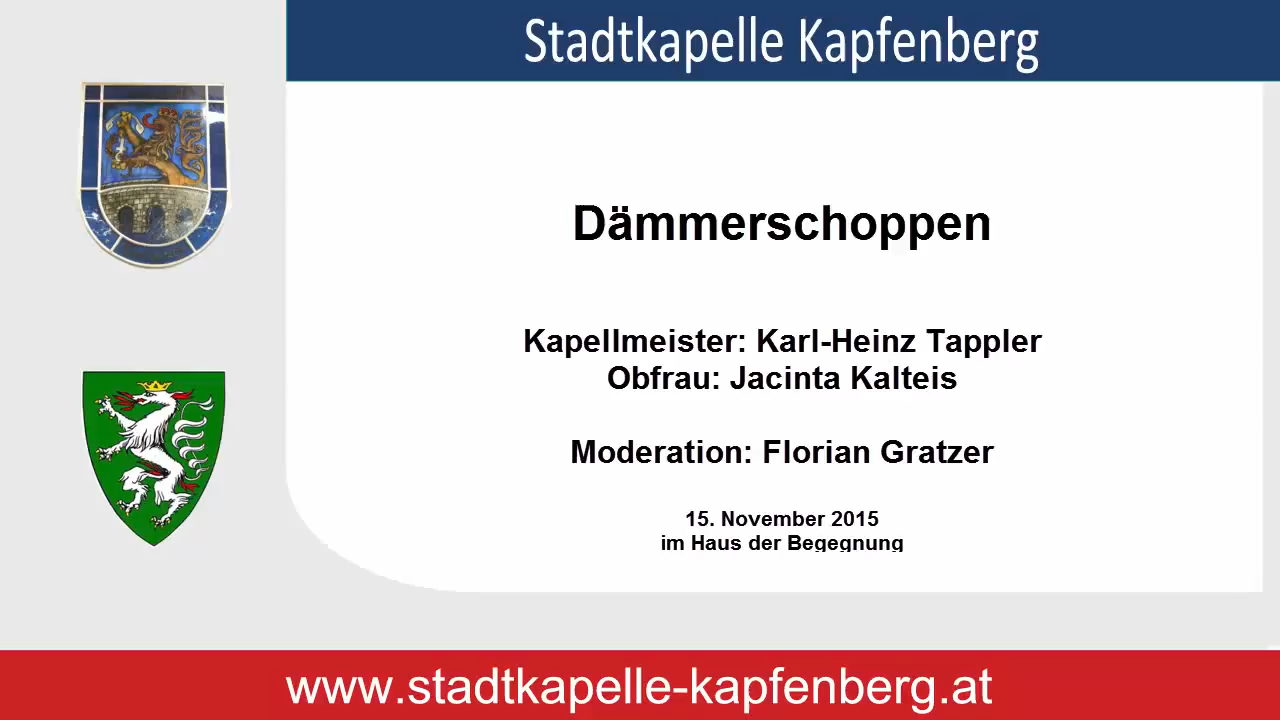 Stadtkapelle Kapfenberg
Dämmerschoppen
Kapellmeister: Karl-Heinz Tappler
Obfrau: Jacinta Kalteis
Moderation: Florian Gratzer
15. November 2015
im Haus der Begegnung
www.stadtkapelle-kapfenberg.at